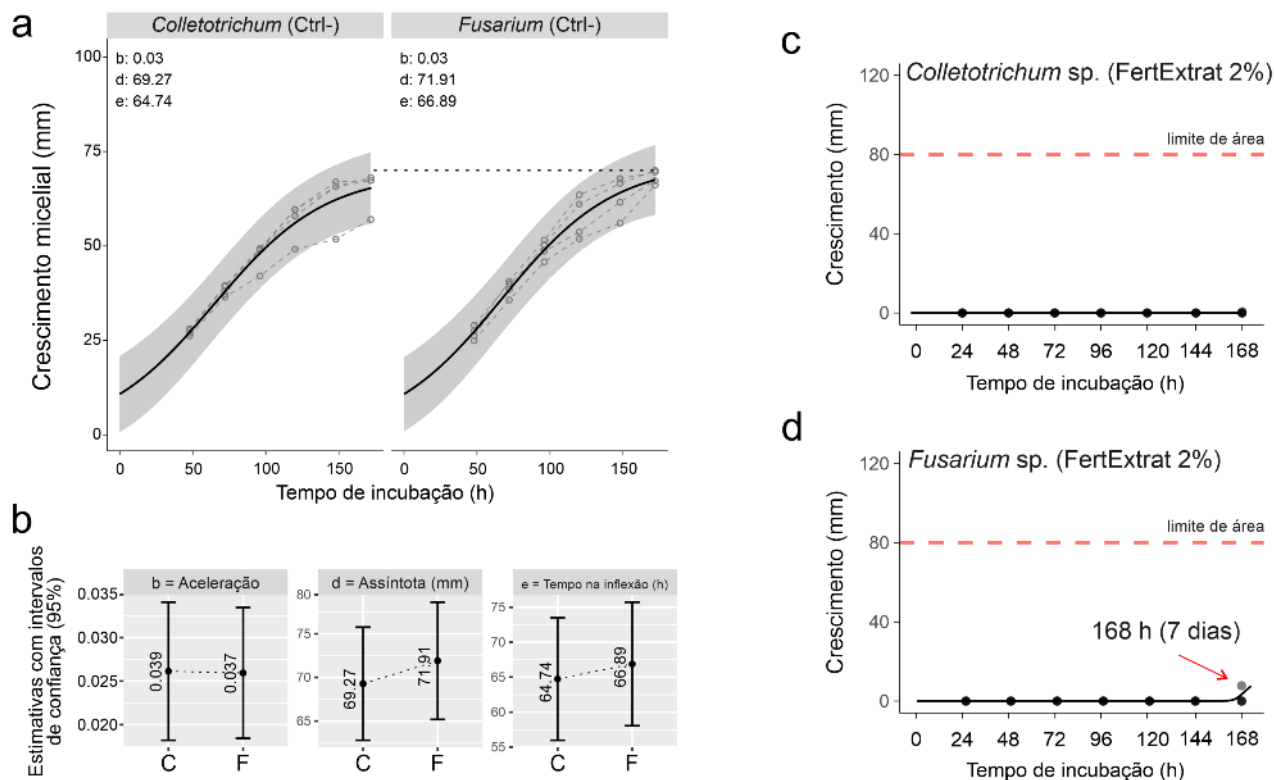 a
Colletotrichum (Ctrl-)
Fusarium (Ctrl-)
b: 0.03
d: 69.27
e: 64.74
b: 0.03
d: 71.91
e: 66.89
Crescimento micelial (mm)
100
75
50
25
0
0 50 100 150
0 50 100 150
Tempo de incubação (h)
b
Estimativas com intervalos
de confiança (95%)
b = Aceleração
0.035
0.030
0.025
0.020
0.039
0.037
C F
d = Assíntota (mm)
80
75
70
65
69.27
71.91
C F
e = Tempo na inflexão (h)
75
70
65
60
55
64.74
66.89
C F
c
Colletotrichum sp. (FertExtrat 2%)
Crescimento (mm)
120
80
40
0
limite de área
0 24 48 72 96 120 144 168
Tempo de incubação (h)
d
Fusarium sp. (FertExtrat 2%)
Crescimento (mm)
120
80
40
0
limite de área
168 h (7 dias)
0 24 48 72 96 120 144 168
Tempo de incubação (h)